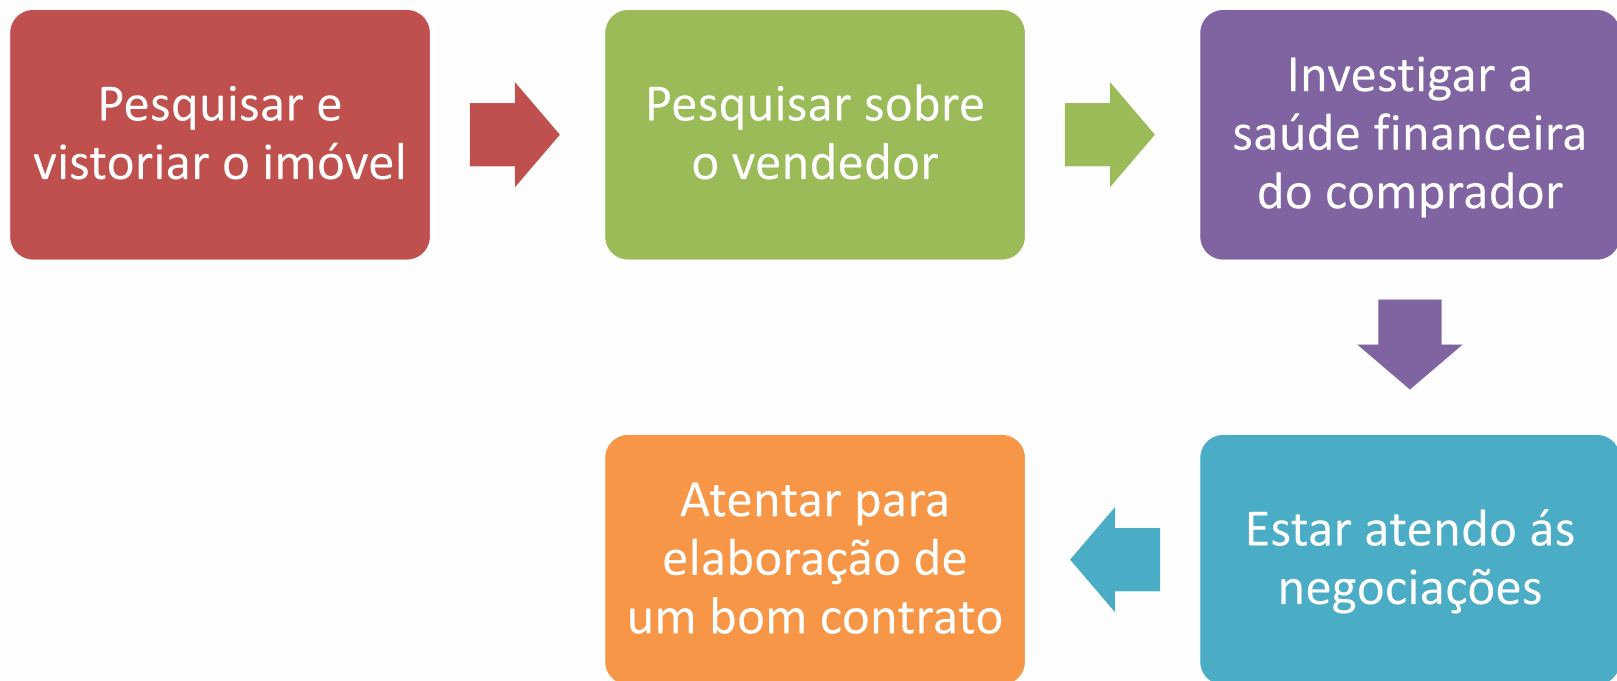 Pesquisar e
vistoriar o imóvel
Pesquisar sobre
o vendedor
Investigar a
saúde financeira
do comprador
Estar atendo ás
negociações
Atentar para
elaboração de
um bom contrato